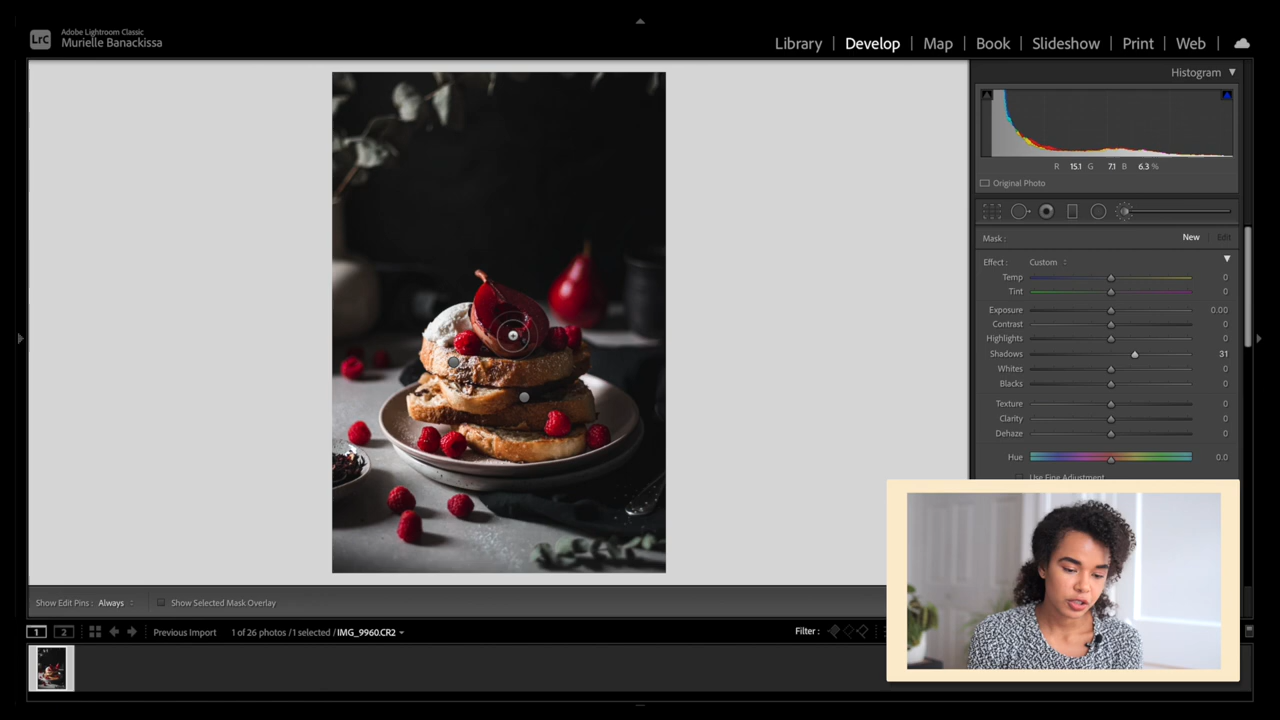 LrC
Adobe Lightroom Classic
Murielle Banackissa
Library | Develop | Map | Book | Slideshow | Print | Web |
Histogram
R 15.1 G 7.1 B 6.3 %
Original Photo
Mask : New Edit
Effect : Custom
Temp 0
Tint 0
Exposure 0.00
Contrast 0
Highlights 0
Shadows 31
Whites 0
Blacks 0
Texture 0
Clarity 0
Dehaze 0
Hue 0.0
Use Fine Adjustment
Show Edit Pins : Always
Show Selected Mask Overlay
1 2 Previous Import 1 of 26 photos / 1 selected / IMG_9960.CR2 Filter :